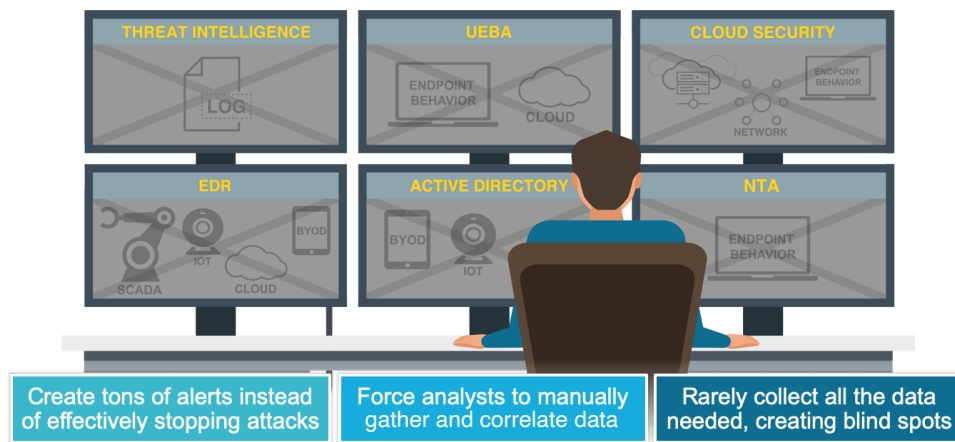 THREAT INTELLIGENCE
LOG
UEBA
ENDPOINT
BEHAVIOR
CLOUD
CLOUD SECURITY
ENDPOINT
BEHAVIOR
NETWORK
EDR
SCADA
IOT
CLOUD
BYOD
ACTIVE DIRECTORY
BYOD
IOT
NTA
ENDPOINT
BEHAVIOR
Create tons of alerts instead
of effectively stopping attacks
Force analysts to manually
gather and correlate data
Rarely collect all the data
needed, creating blind spots